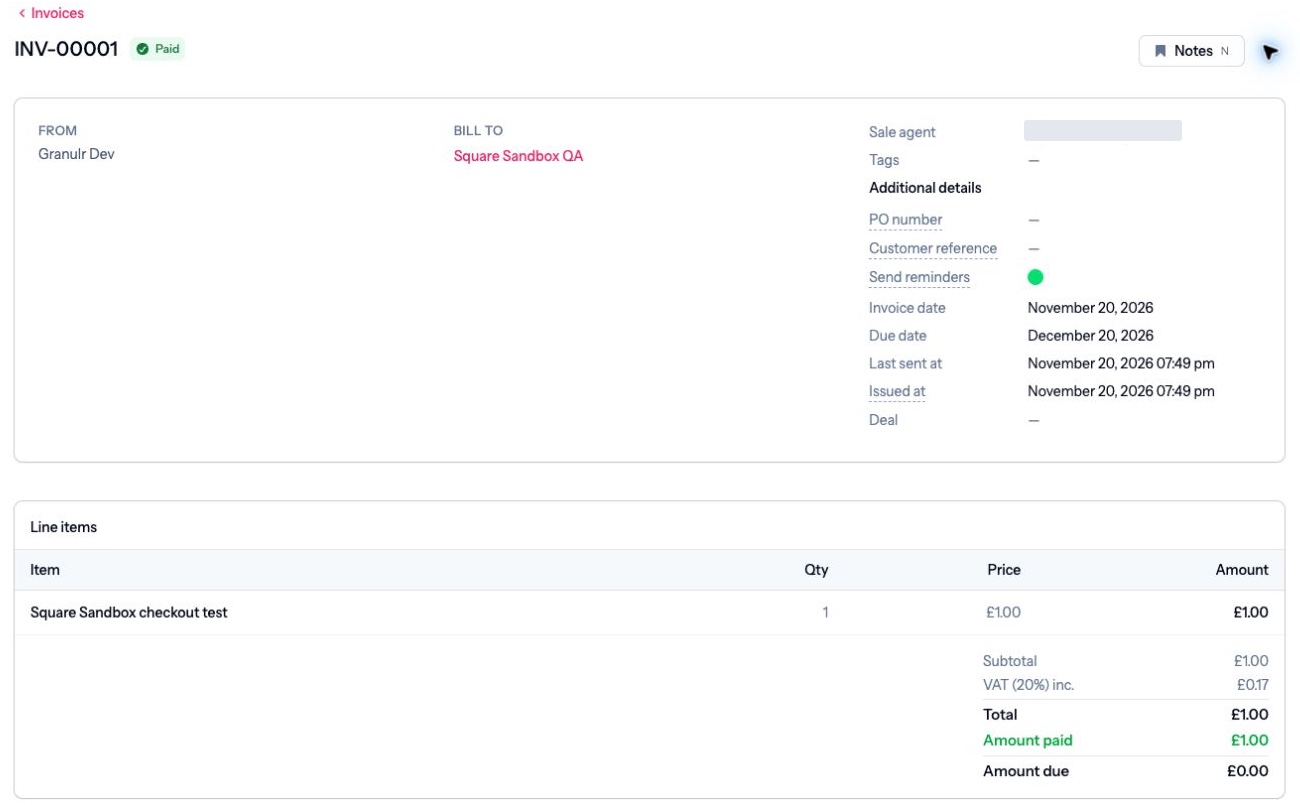 Invoices
INV-00001 Paid
Notes N
FROM
Granulr Dev
BILL TO
Square Sandbox QA
Sale agent
Tags —
Additional details
PO number —
Customer reference —
Send reminders
Invoice date November 20, 2026
Due date December 20, 2026
Last sent at November 20, 2026 07:49 pm
Issued at November 20, 2026 07:49 pm
Deal —
Line items
Item Qty Price Amount
Square Sandbox checkout test 1 £1.00 £1.00
Subtotal £1.00
VAT (20%) inc. £0.17
Total £1.00
Amount paid £1.00
Amount due £0.00